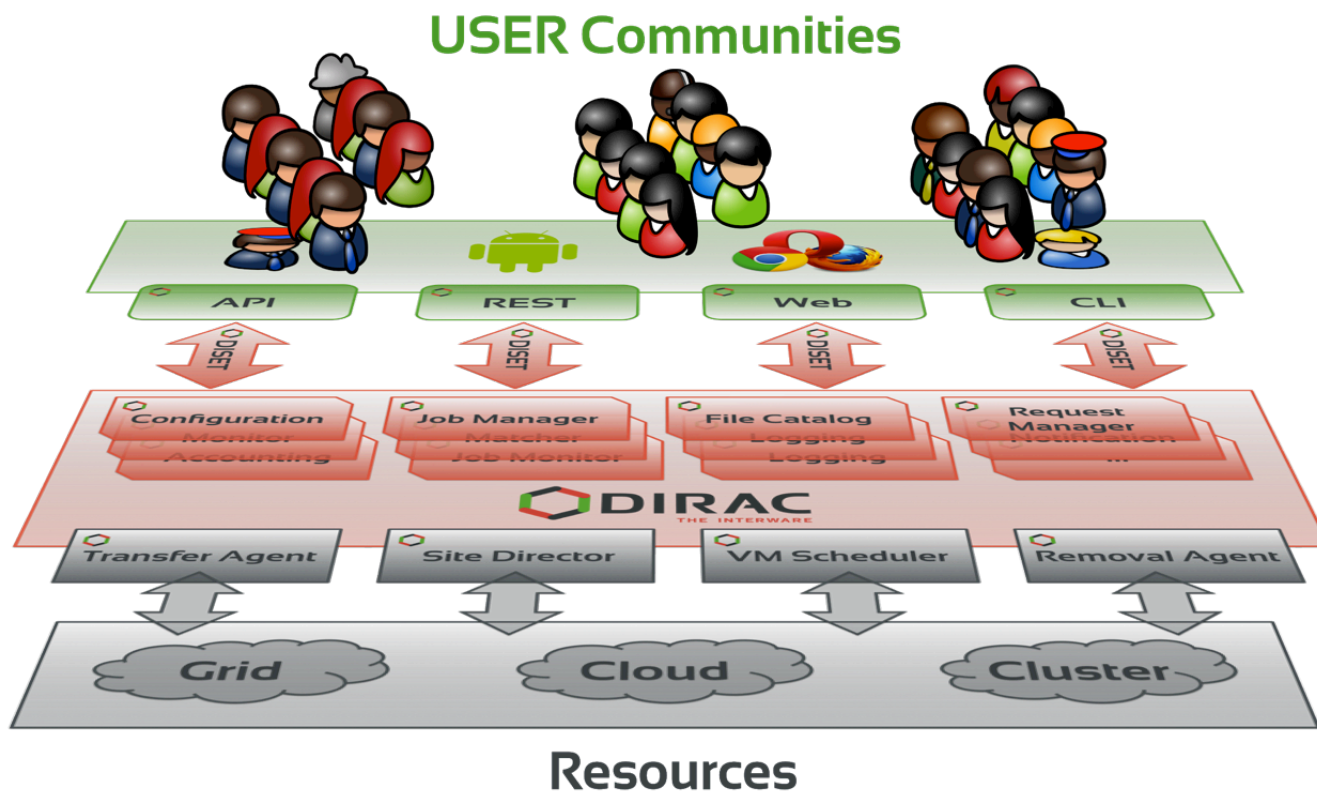 USER Communities
API
REST
Web
CLI
DISET
DISET
DISET
DISET
Configuration
Monitor
Accounting
Job Manager
Matcher
Job Monitor
File Catalog
Logging
Logging
Request
Manager
Notification
...
DIRAC
THE INTERWARE
Transfer Agent
Site Director
VM Scheduler
Removal Agent
Grid
Cloud
Cluster
Resources